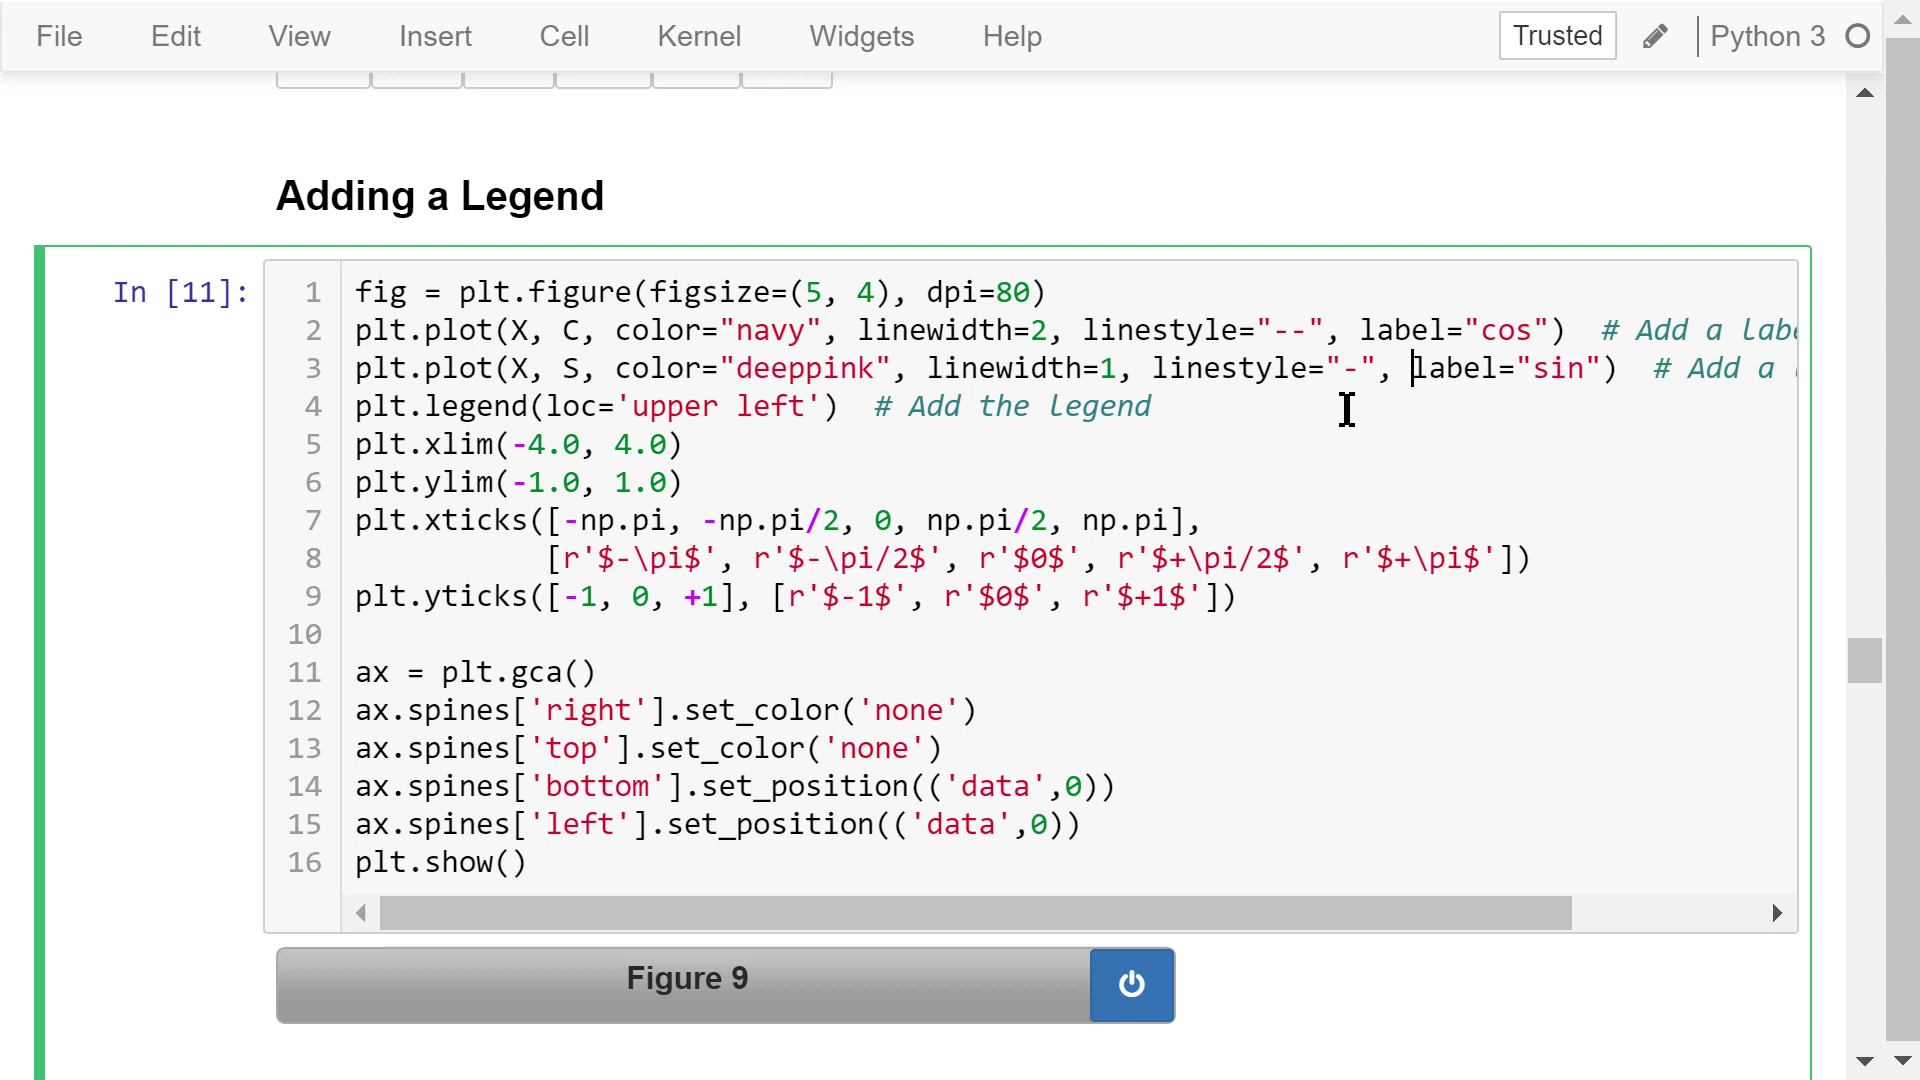 File Edit View Insert Cell Kernel Widgets Help Trusted Python 3
Adding a Legend
In [11]:
1 fig = plt.figure(figsize=(5, 4), dpi=80)
2 plt.plot(X, C, color="navy", linewidth=2, linestyle="--", label="cos")  # Add a labe
3 plt.plot(X, S, color="deeppink", linewidth=1, linestyle="-", label="sin")  # Add a
4 plt.legend(loc='upper left')  # Add the legend
5 plt.xlim(-4.0, 4.0)
6 plt.ylim(-1.0, 1.0)
7 plt.xticks([-np.pi, -np.pi/2, 0, np.pi/2, np.pi],
8            [r'$-\pi$', r'$-\pi/2$', r'$0$', r'$+\pi/2$', r'$+\pi$'])
9 plt.yticks([-1, 0, +1], [r'$-1$', r'$0$', r'$+1$'])
10
11 ax = plt.gca()
12 ax.spines['right'].set_color('none')
13 ax.spines['top'].set_color('none')
14 ax.spines['bottom'].set_position(('data',0))
15 ax.spines['left'].set_position(('data',0))
16 plt.show()
Figure 9